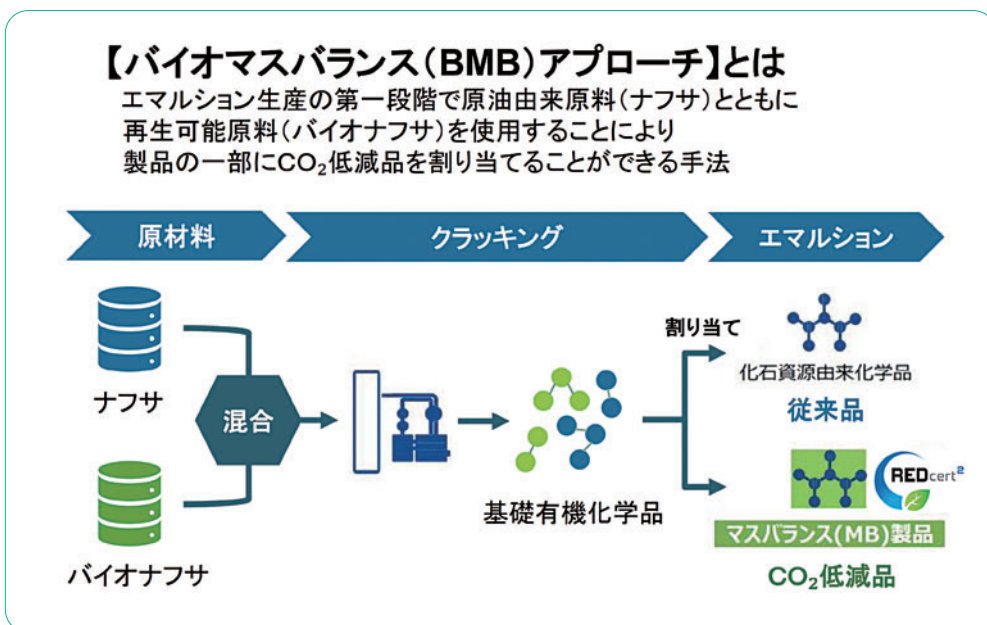 【バイオマスバランス(BMB)アプローチ】とは
エマルション生産の第一段階で原油由来原料(ナフサ)とともに
再生可能原料(バイオナフサ)を使用することにより
製品の一部にCO₂低減品を割り当てることができる手法
原材料
クラッキング
エマルション
ナフサ
混合
バイオナフサ
基礎有機化学品
割り当て
化石資源由来化学品
従来品
REDcert²
マスバランス(MB)製品
CO₂低減品